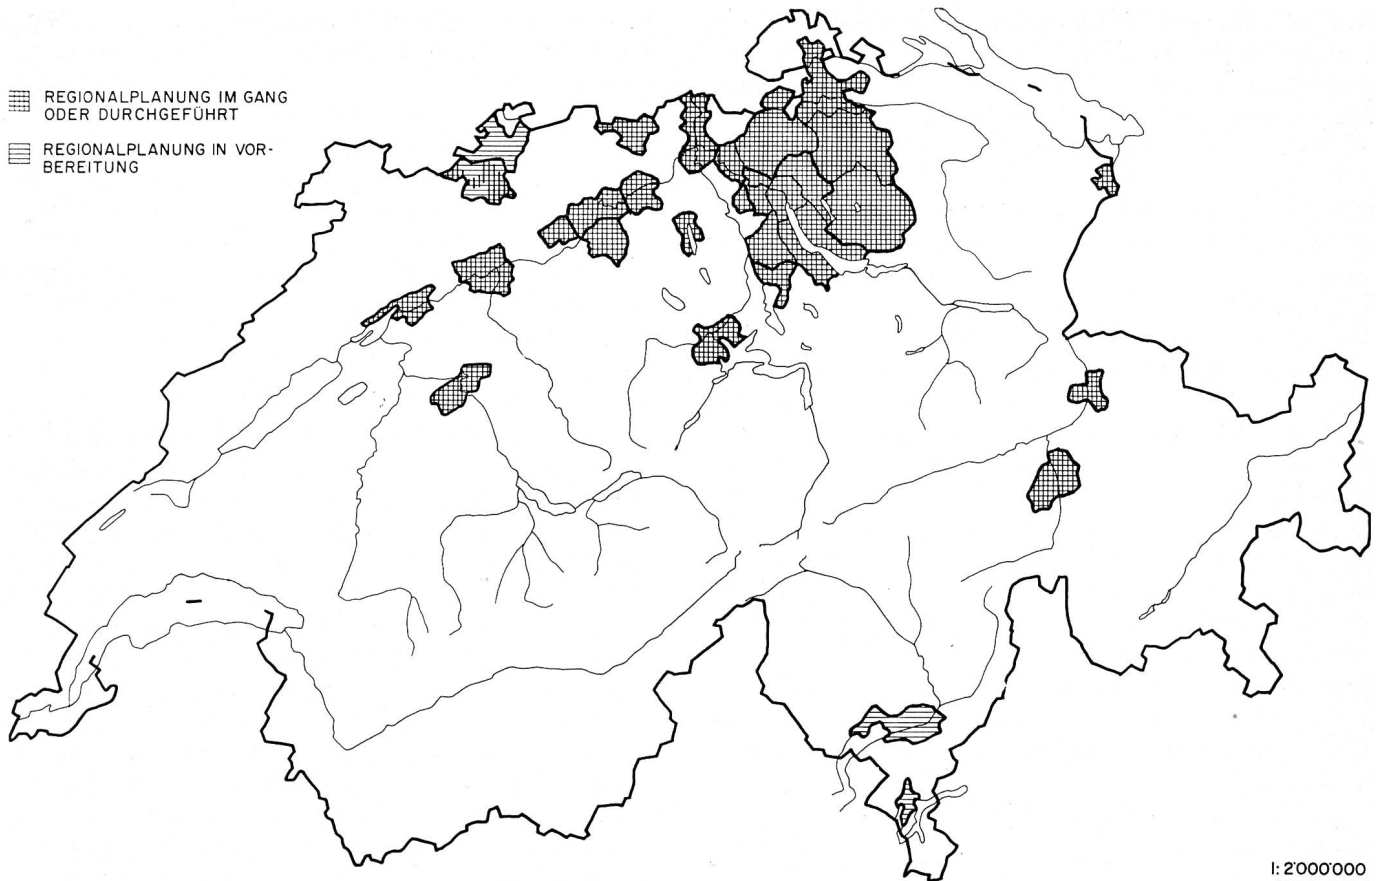 REGIONALPLANUNG IM GANG
ODER DURCHGEFÜHRT
REGIONALPLANUNG IN VOR-
BEREITUNG
1:2'000'000